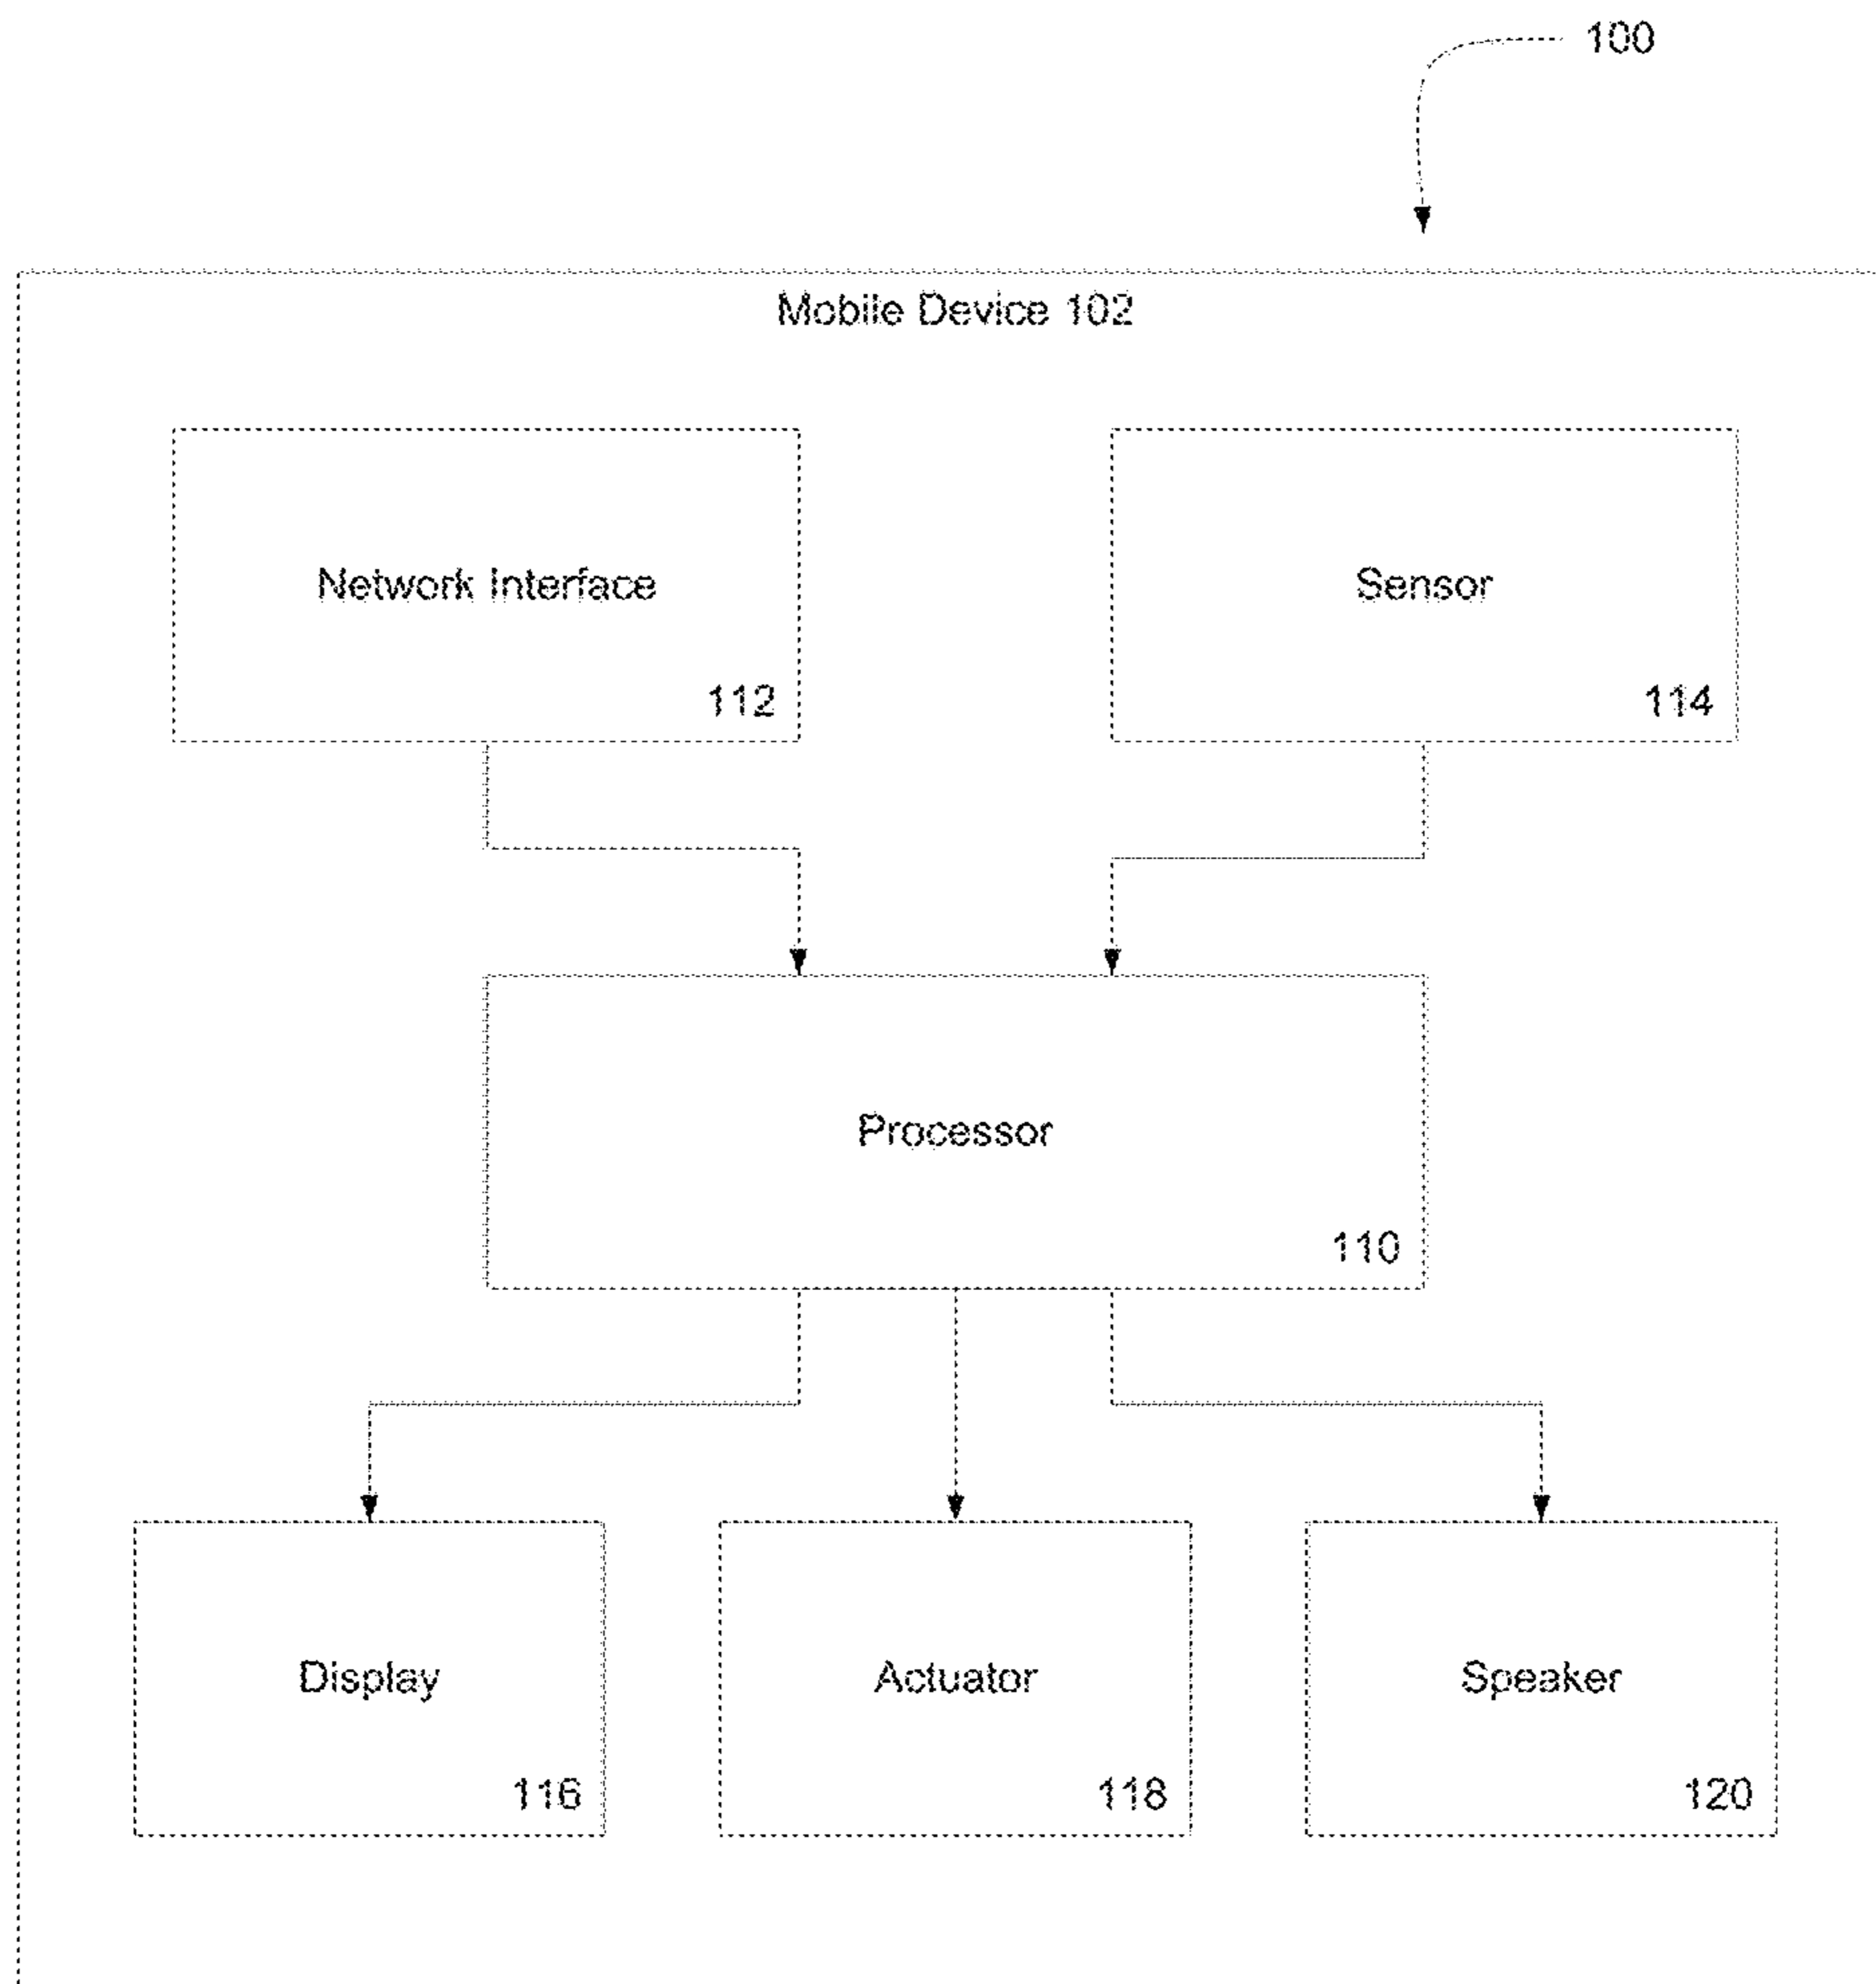 100
Mobile Device 102
Network Interface
Sensor
112
114
Processor
110
Display
Actuator
Speaker
116
118
120